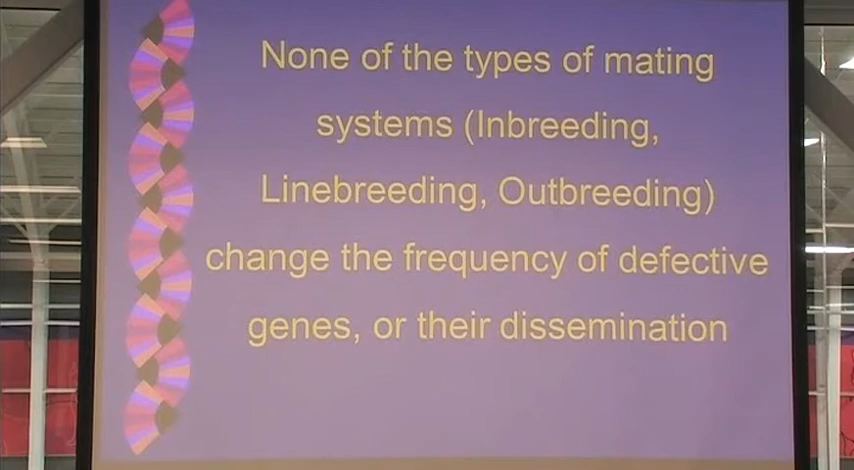 None of the types of mating
systems (Inbreeding,
Linebreeding, Outbreeding)
change the frequency of defective
genes, or their dissemination